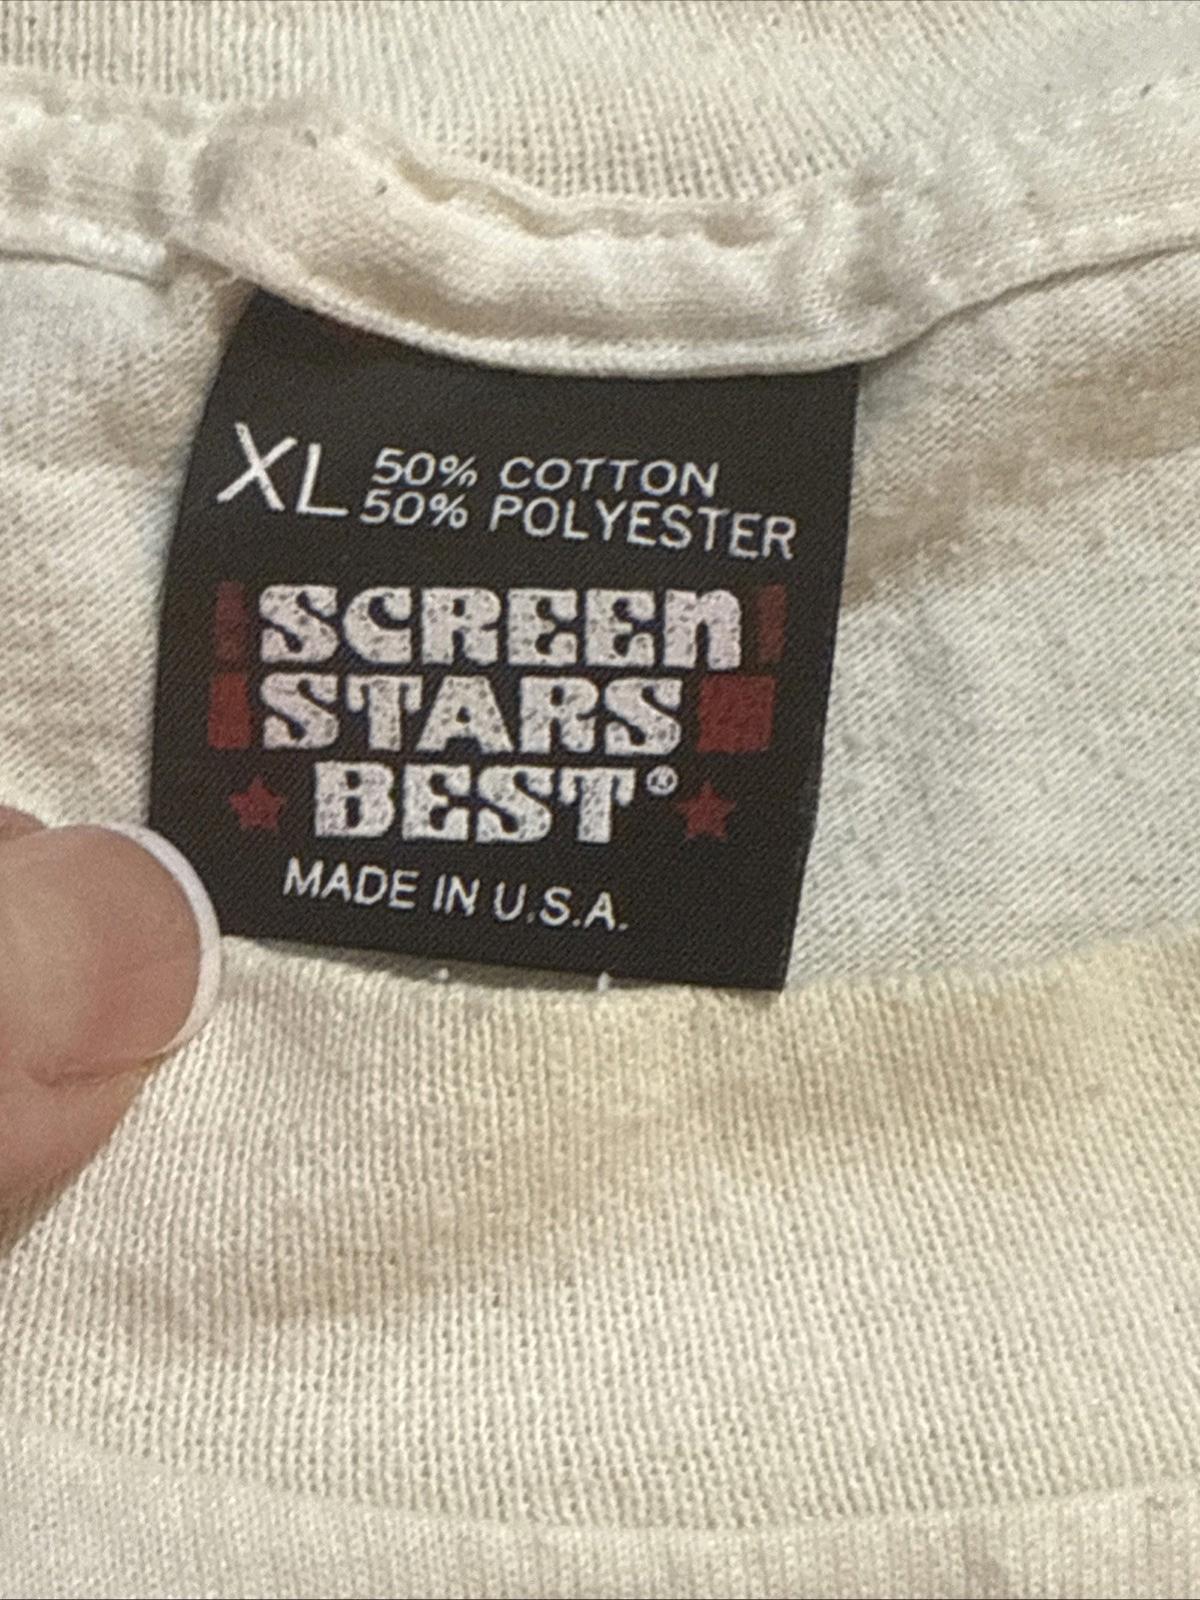 XL 50% COTTON
50% POLYESTER
SCREEN
STARS
BEST®
MADE IN U.S.A.